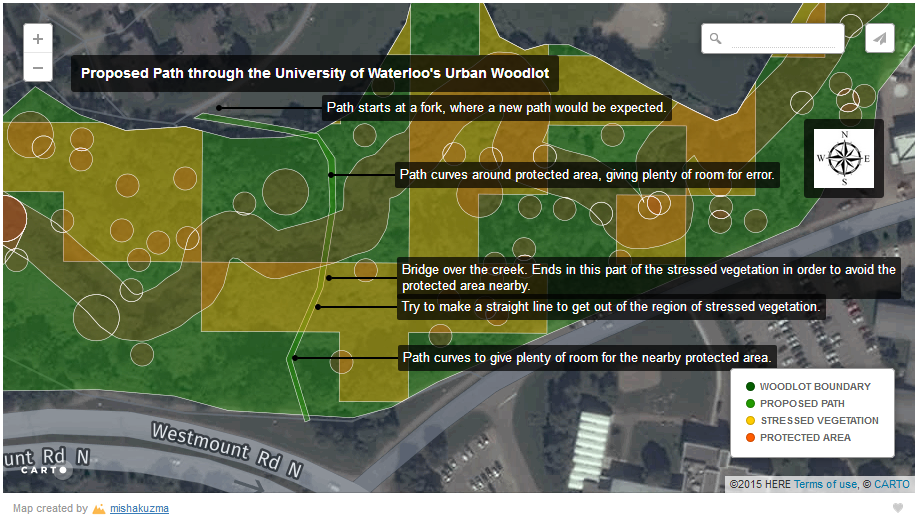 +
−
Proposed Path through the University of Waterloo's Urban Woodlot
Path starts at a fork, where a new path would be expected.
N
W E
S
Path curves around protected area, giving plenty of room for error.
Bridge over the creek. Ends in this part of the stressed vegetation in order to avoid the
protected area nearby.
Try to make a straight line to get out of the region of stressed vegetation.
Path curves to give plenty of room for the nearby protected area.
WOODLOT BOUNDARY
PROPOSED PATH
STRESSED VEGETATION
PROTECTED AREA
Westmount Rd N
unt Rd N
CARTO
©2015 HERE Terms of use, © CARTO
Map created by mishakuzma